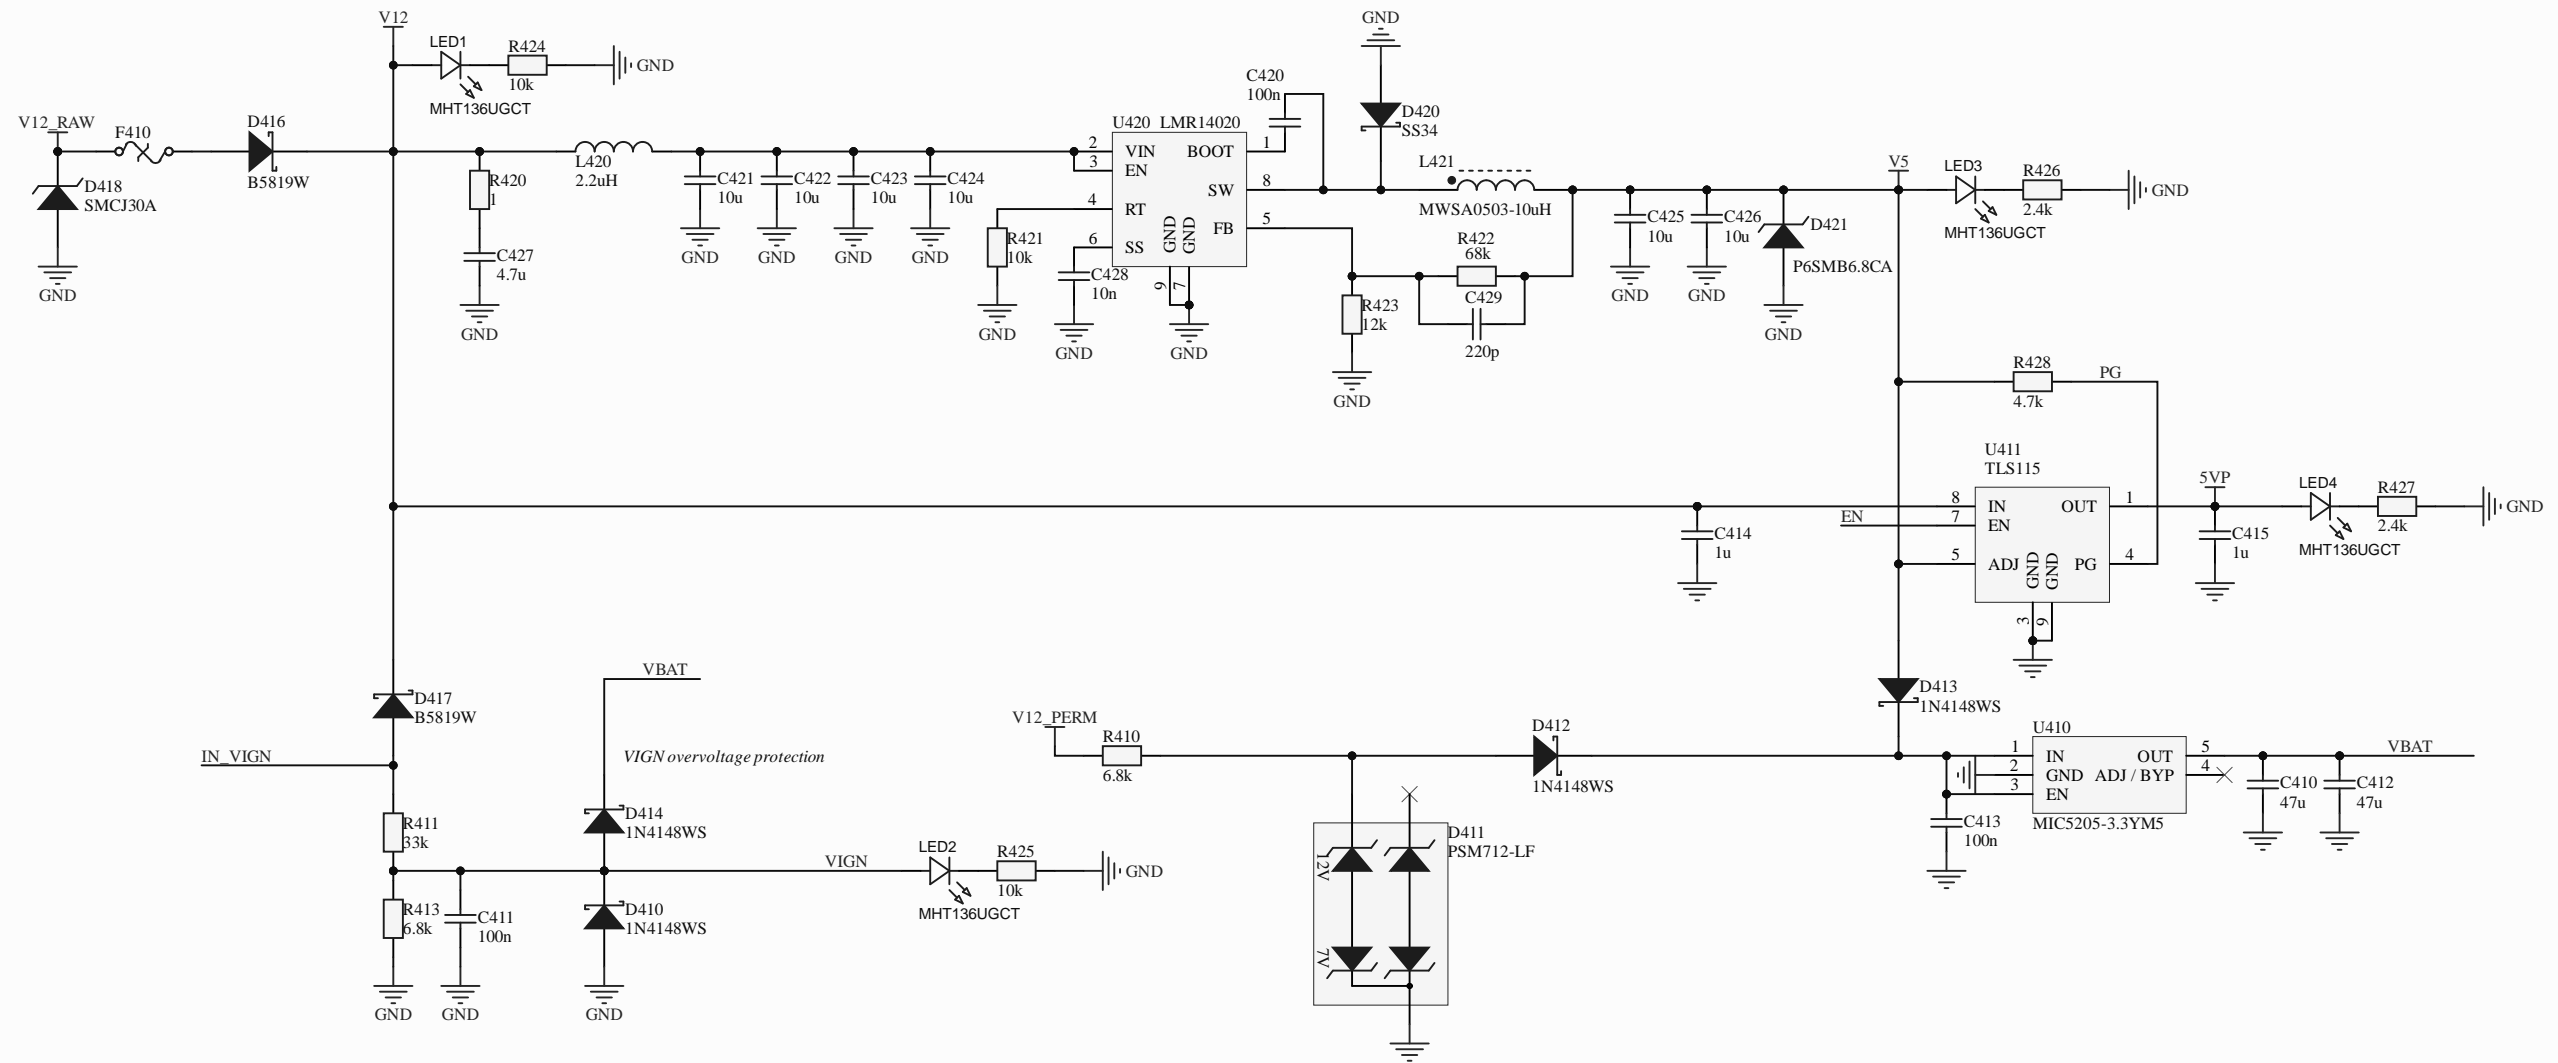 V12
LED1
R424
10k
GND
MHT136UGCT
V12_RAW
F410
D416
B5819W
D418
SMCJ30A
GND
R420
1
C427
4.7u
GND
L420
2.2uH
C421
10u
GND
C422
10u
GND
C423
10u
GND
C424
10u
GND
R421
10k
GND
C428
10n
GND
U420 LMR14020
2
VIN
3
EN
4
RT
6
SS
GND
GND
9
7
GND
BOOT
1
SW
8
FB
5
C420
100n
GND
D420
SS34
L421
MWSA0503-10uH
R422
68k
C429
220p
R423
12k
GND
C425
10u
GND
C426
10u
GND
D421
P6SMB6.8CA
GND
V5
LED3
R426
2.4k
GND
MHT136UGCT
R428
4.7k
PG
U411
TLS115
8
IN
EN
7
EN
5
ADJ
GND
GND
3
9
OUT
1
PG
4
C414
1u
5VP
C415
1u
LED4
R427
2.4k
GND
MHT136UGCT
D417
B5819W
IN_VIGN
R411
33k
R413
6.8k
GND
C411
100n
GND
VBAT
VIGN overvoltage protection
D414
1N4148WS
D410
1N4148WS
GND
VIGN
LED2
R425
10k
GND
MHT136UGCT
V12_PERM
R410
6.8k
D411
PSM712-LF
12V
7V
D412
1N4148WS
D413
1N4148WS
C413
100n
U410
1
IN
2
GND
3
EN
OUT
5
ADJ / BYP
4
MIC5205-3.3YM5
VBAT
C410
47u
C412
47u